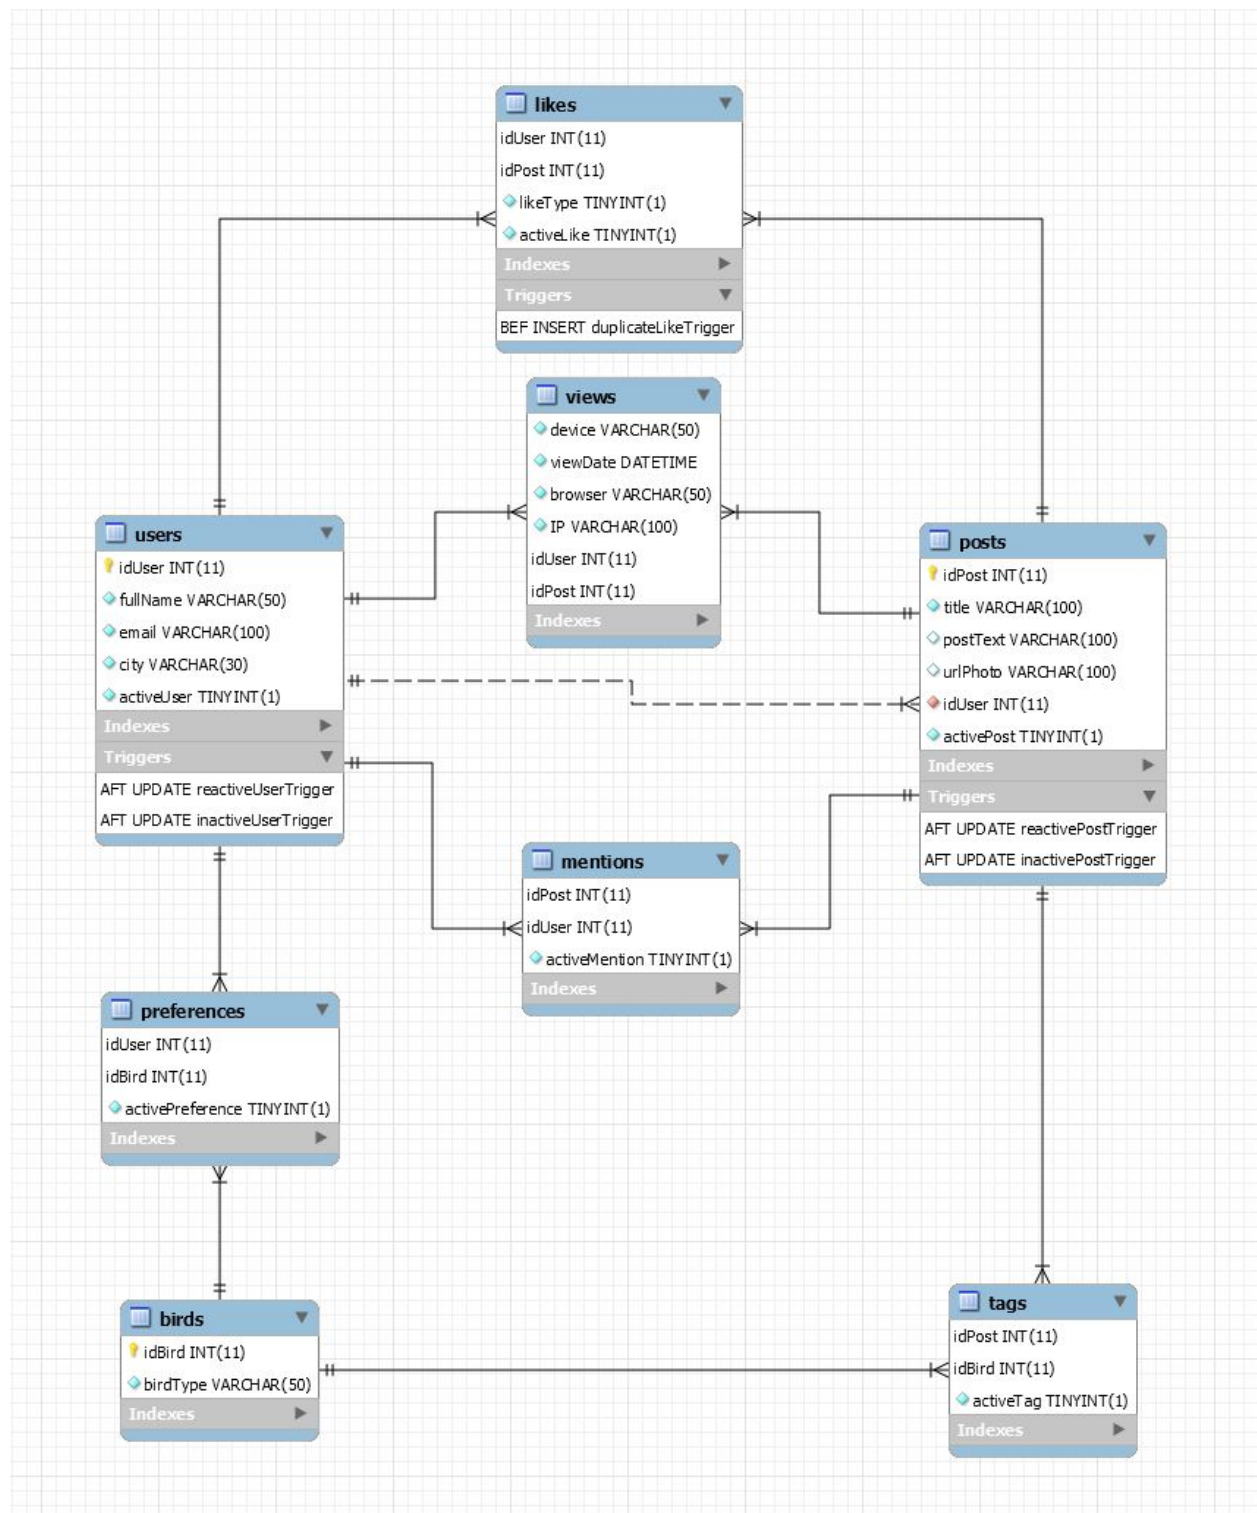 likes
idUser INT(11)
idPost INT(11)
likeType TINYINT(1)
activeLike TINYINT(1)
Indexes
Triggers
BEF INSERT duplicateLikeTrigger
views
device VARCHAR(50)
viewDate DATETIME
browser VARCHAR(50)
IP VARCHAR(100)
idUser INT(11)
idPost INT(11)
Indexes
users
idUser INT(11)
fullName VARCHAR(50)
email VARCHAR(100)
city VARCHAR(30)
activeUser TINYINT(1)
Indexes
Triggers
AFT UPDATE reactiveUserTrigger
AFT UPDATE inactiveUserTrigger
posts
idPost INT(11)
title VARCHAR(100)
postText VARCHAR(100)
urlPhoto VARCHAR(100)
idUser INT(11)
activePost TINYINT(1)
Indexes
Triggers
AFT UPDATE reactivePostTrigger
AFT UPDATE inactivePostTrigger
mentions
idPost INT(11)
idUser INT(11)
activeMention TINYINT(1)
Indexes
preferences
idUser INT(11)
idBird INT(11)
activePreference TINYINT(1)
Indexes
birds
idBird INT(11)
birdType VARCHAR(50)
Indexes
tags
idPost INT(11)
idBird INT(11)
activeTag TINYINT(1)
Indexes